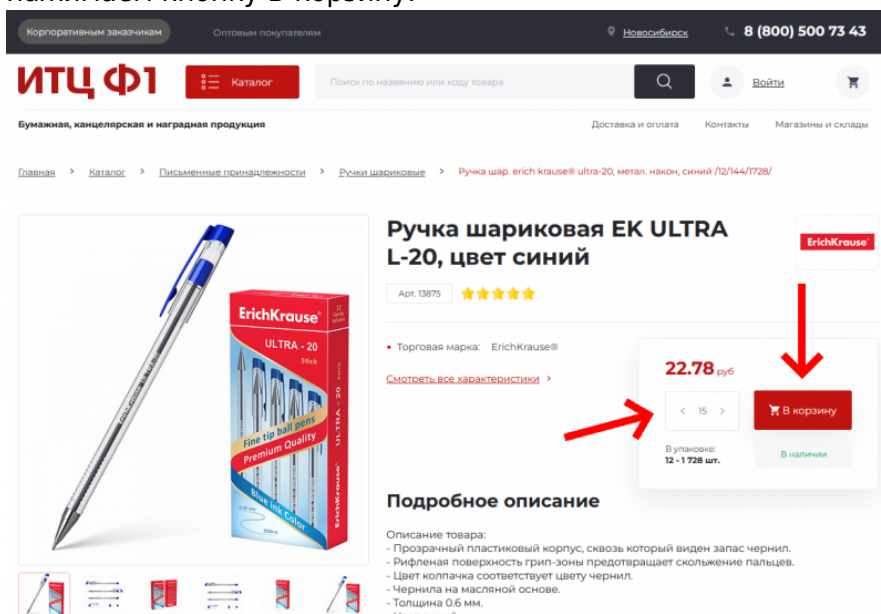 Корпоративным заказчикам
Оптовым покупателям
Новосибирск
8 (800) 500 73 43
ИТЦ Ф1
Каталог
Поиск по названию или коду товара
Войти
Бумажная, канцелярская и наградная продукция
Доставка и оплата
Контакты
Магазины и склады
Главная > Каталог > Письменные принадлежности > Ручки шариковые > Ручка шар. erich krause® ultra-20, метал. након, синий /12/144/1728/
Ручка шариковая EK ULTRA
L-20, цвет синий
ErichKrause®
Арт. 13875
• Торговая марка: ErichKrause®
Смотреть все характеристики >
22.78 руб
< 15 >
В корзину
В упаковке:
12 - 1 728 шт.
В наличии
ErichKrause®
ULTRA - 20
Stick
Fine tip ball pens
Premium Quality
Blue Ink Color
ULTRA - 20
ErichKrause®
Подробное описание
Описание товара:
- Прозрачный пластиковый корпус, сквозь который виден запас чернил.
- Рифленая поверхность грип-зоны предотвращает скольжение пальцев.
- Цвет колпачка соответствует цвету чернил.
- Чернила на масляной основе.
- Толщина 0.6 мм.